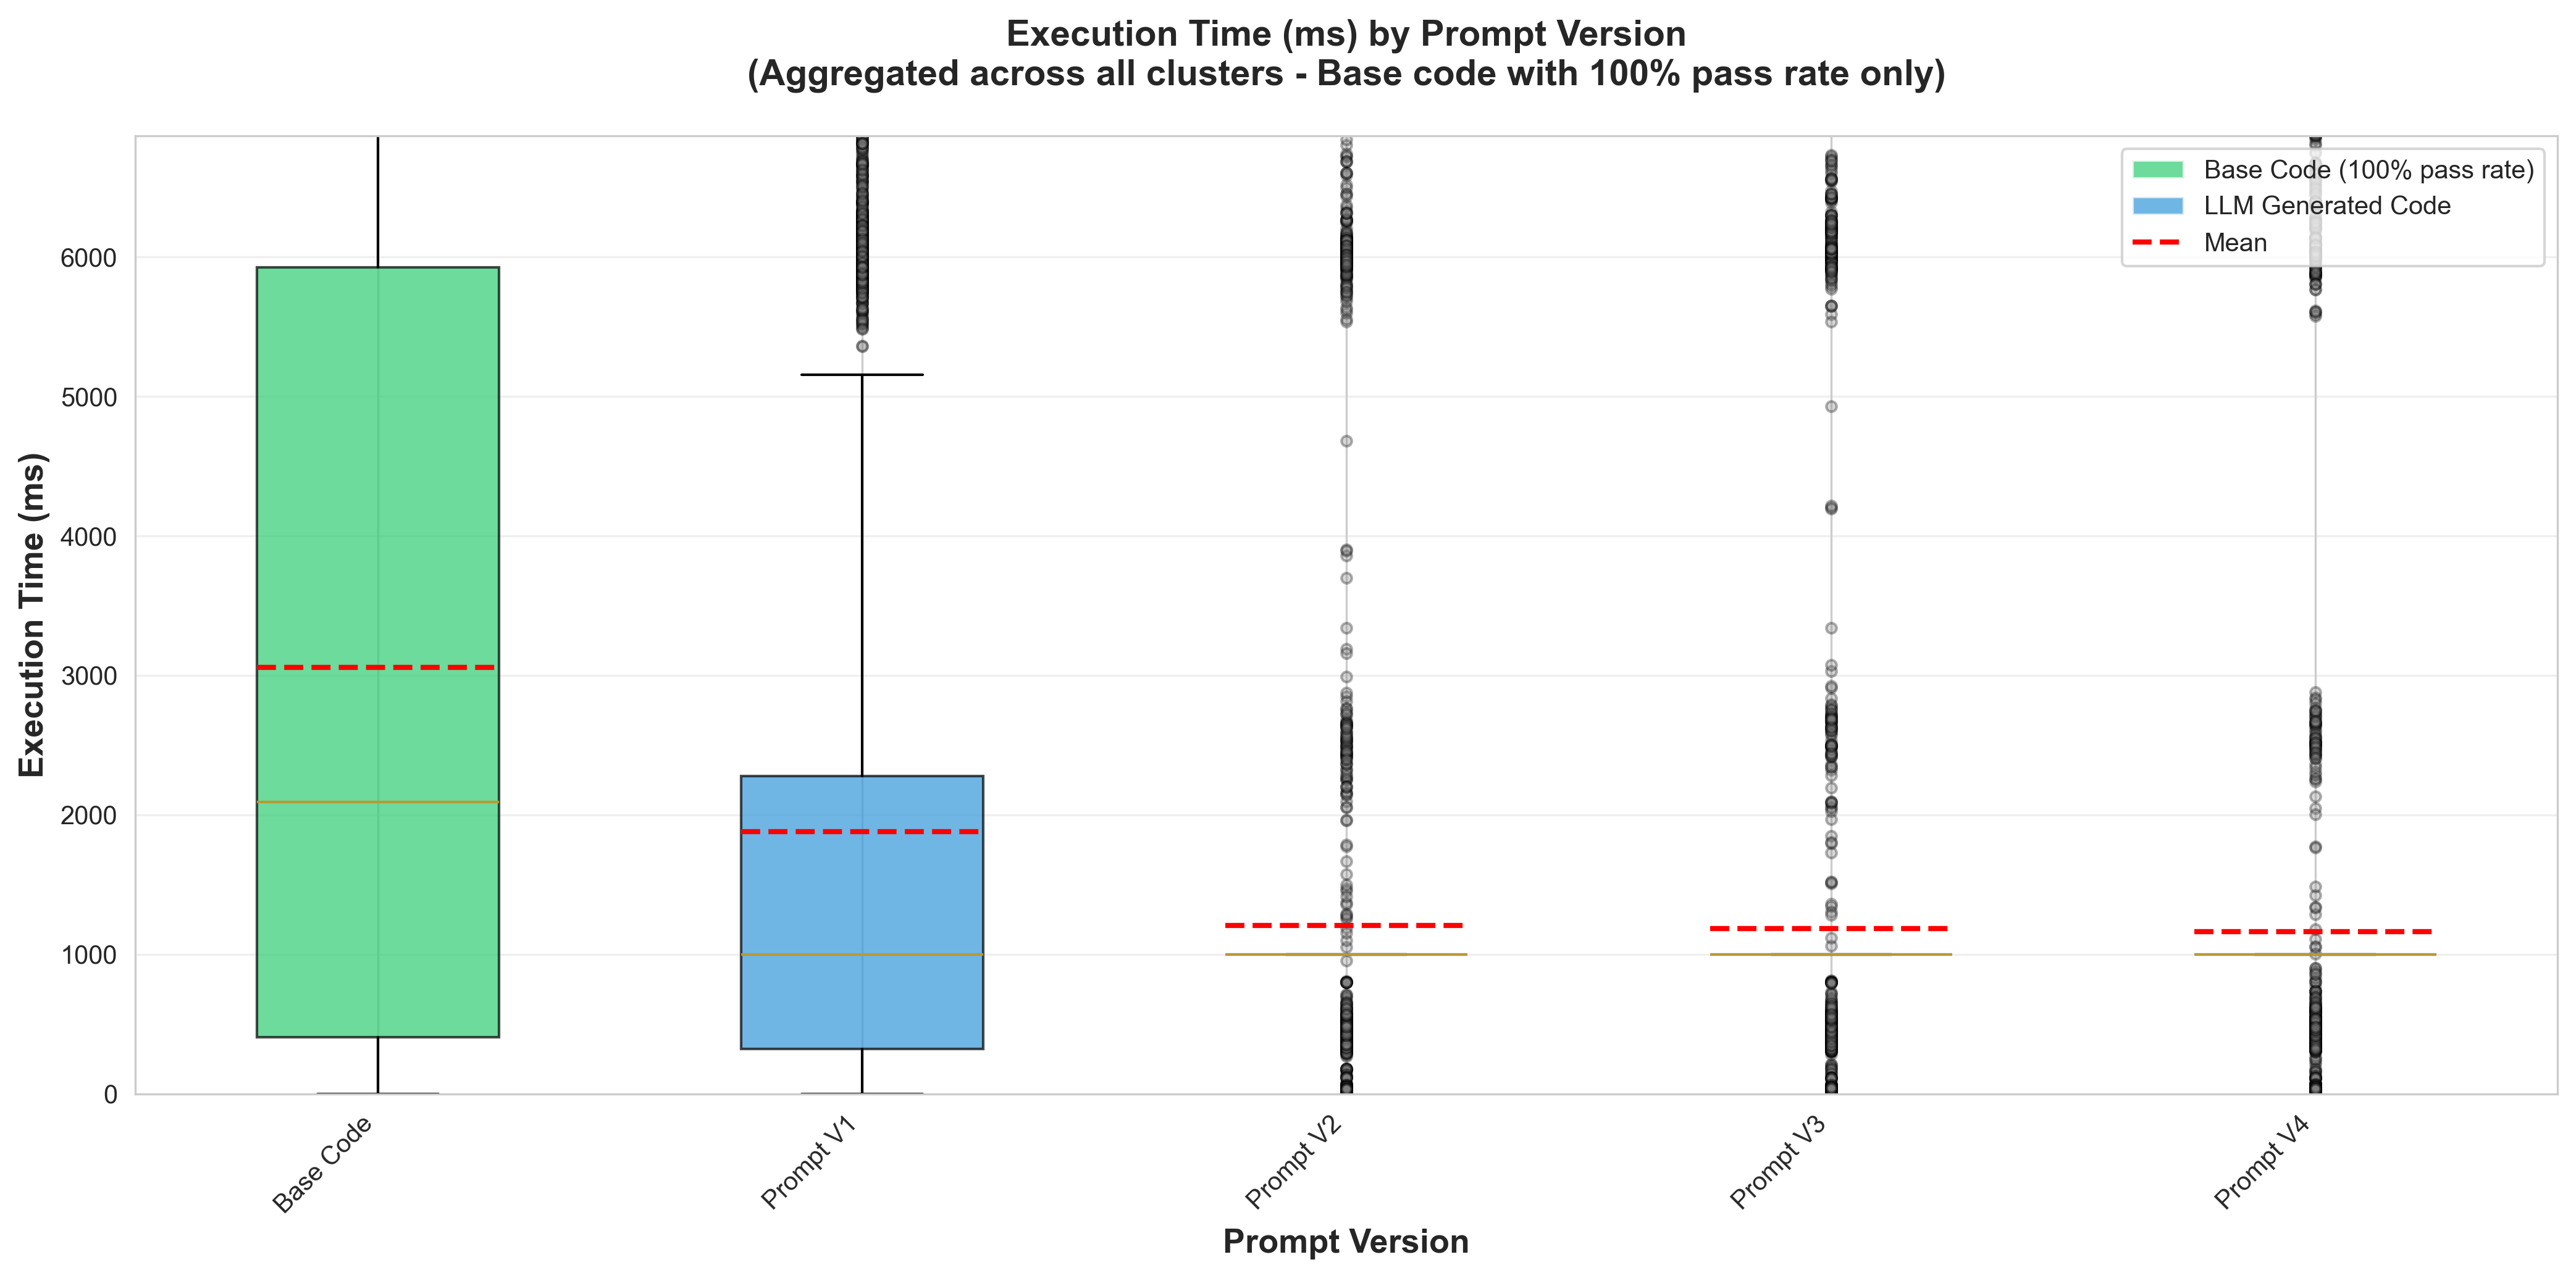 Execution Time (ms) by Prompt Version
(Aggregated across all clusters - Base code with 100% pass rate only)
Base Code (100% pass rate)
LLM Generated Code
Mean
Execution Time (ms)
6000
5000
4000
3000
2000
1000
0
Base Code
Prompt V1
Prompt V2
Prompt V3
Prompt V4
Prompt Version